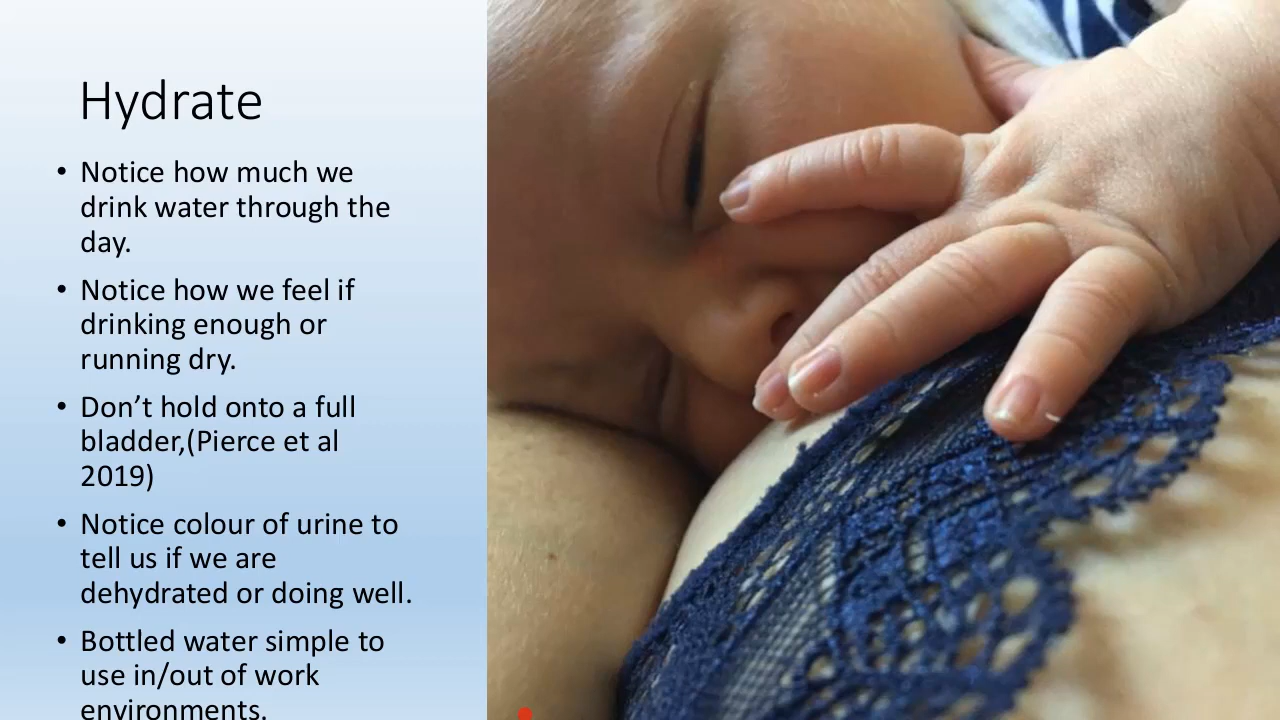 Hydrate
• Notice how much we
drink water through the
day.
• Notice how we feel if
drinking enough or
running dry.
• Don’t hold onto a full
bladder,(Pierce et al
2019)
• Notice colour of urine to
tell us if we are
dehydrated or doing well.
• Bottled water simple to
use in/out of work
environments.